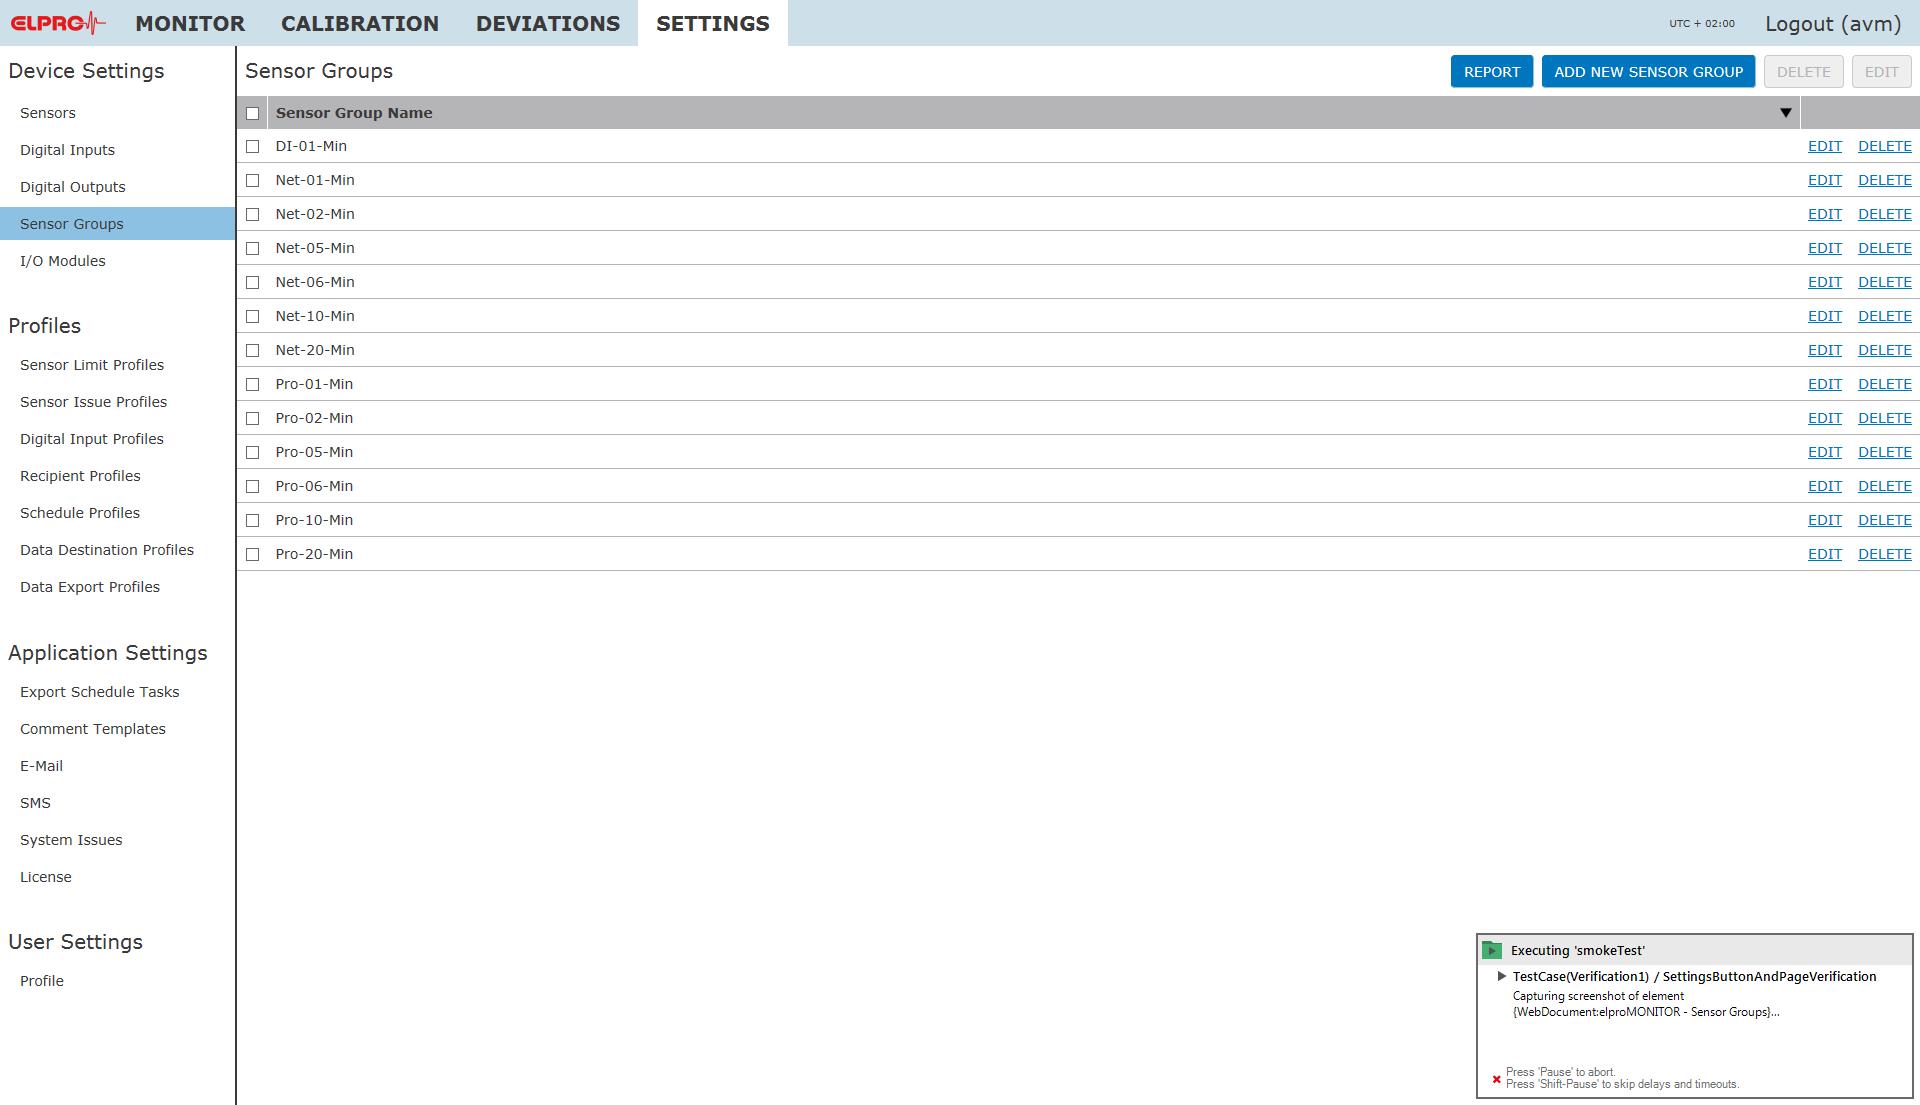 ELPRO MONITOR CALIBRATION DEVIATIONS SETTINGS UTC + 02:00 Logout (avm)
Device Settings
Sensors
Digital Inputs
Digital Outputs
Sensor Groups
I/O Modules
Profiles
Sensor Limit Profiles
Sensor Issue Profiles
Digital Input Profiles
Recipient Profiles
Schedule Profiles
Data Destination Profiles
Data Export Profiles
Application Settings
Export Schedule Tasks
Comment Templates
E-Mail
SMS
System Issues
License
User Settings
Profile
Sensor Groups REPORT ADD NEW SENSOR GROUP DELETE EDIT
Sensor Group Name
DI-01-Min EDIT DELETE
Net-01-Min EDIT DELETE
Net-02-Min EDIT DELETE
Net-05-Min EDIT DELETE
Net-06-Min EDIT DELETE
Net-10-Min EDIT DELETE
Net-20-Min EDIT DELETE
Pro-01-Min EDIT DELETE
Pro-02-Min EDIT DELETE
Pro-05-Min EDIT DELETE
Pro-06-Min EDIT DELETE
Pro-10-Min EDIT DELETE
Pro-20-Min EDIT DELETE
Executing 'smokeTest'
TestCase(Verification1) / SettingsButtonAndPageVerification
Capturing screenshot of element
{WebDocument:elproMONITOR - Sensor Groups}...
Press 'Pause' to abort.
Press 'Shift-Pause' to skip delays and timeouts.